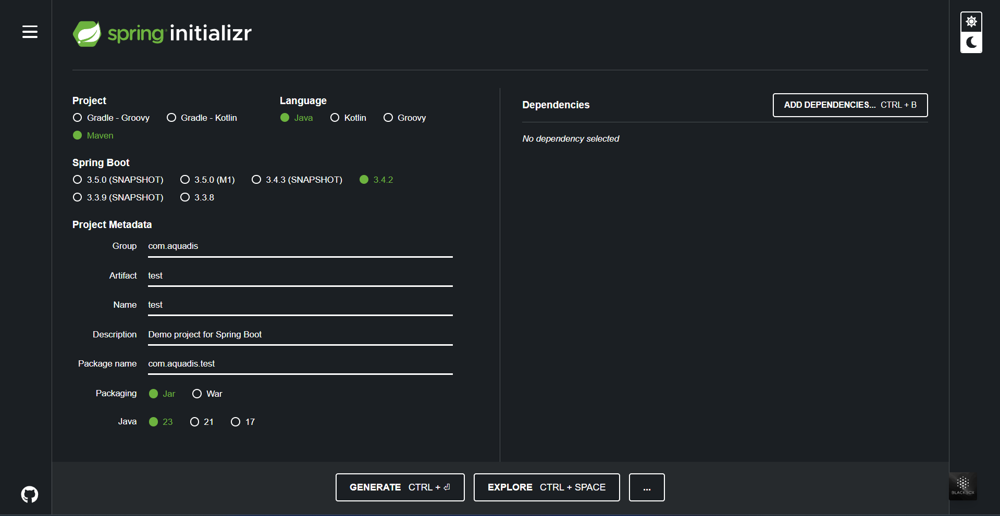 spring initializr
Project
Gradle - Groovy Gradle - Kotlin
Maven
Language
Java Kotlin Groovy
Spring Boot
3.5.0 (SNAPSHOT) 3.5.0 (M1) 3.4.3 (SNAPSHOT) 3.4.2
3.3.9 (SNAPSHOT) 3.3.8
Project Metadata
Group com.aquadis
Artifact test
Name test
Description Demo project for Spring Boot
Package name com.aquadis.test
Packaging Jar War
Java 23 21 17
Dependencies
ADD DEPENDENCIES... CTRL + B
No dependency selected
GENERATE CTRL + ⏎
EXPLORE CTRL + SPACE
...
BLACKBOX